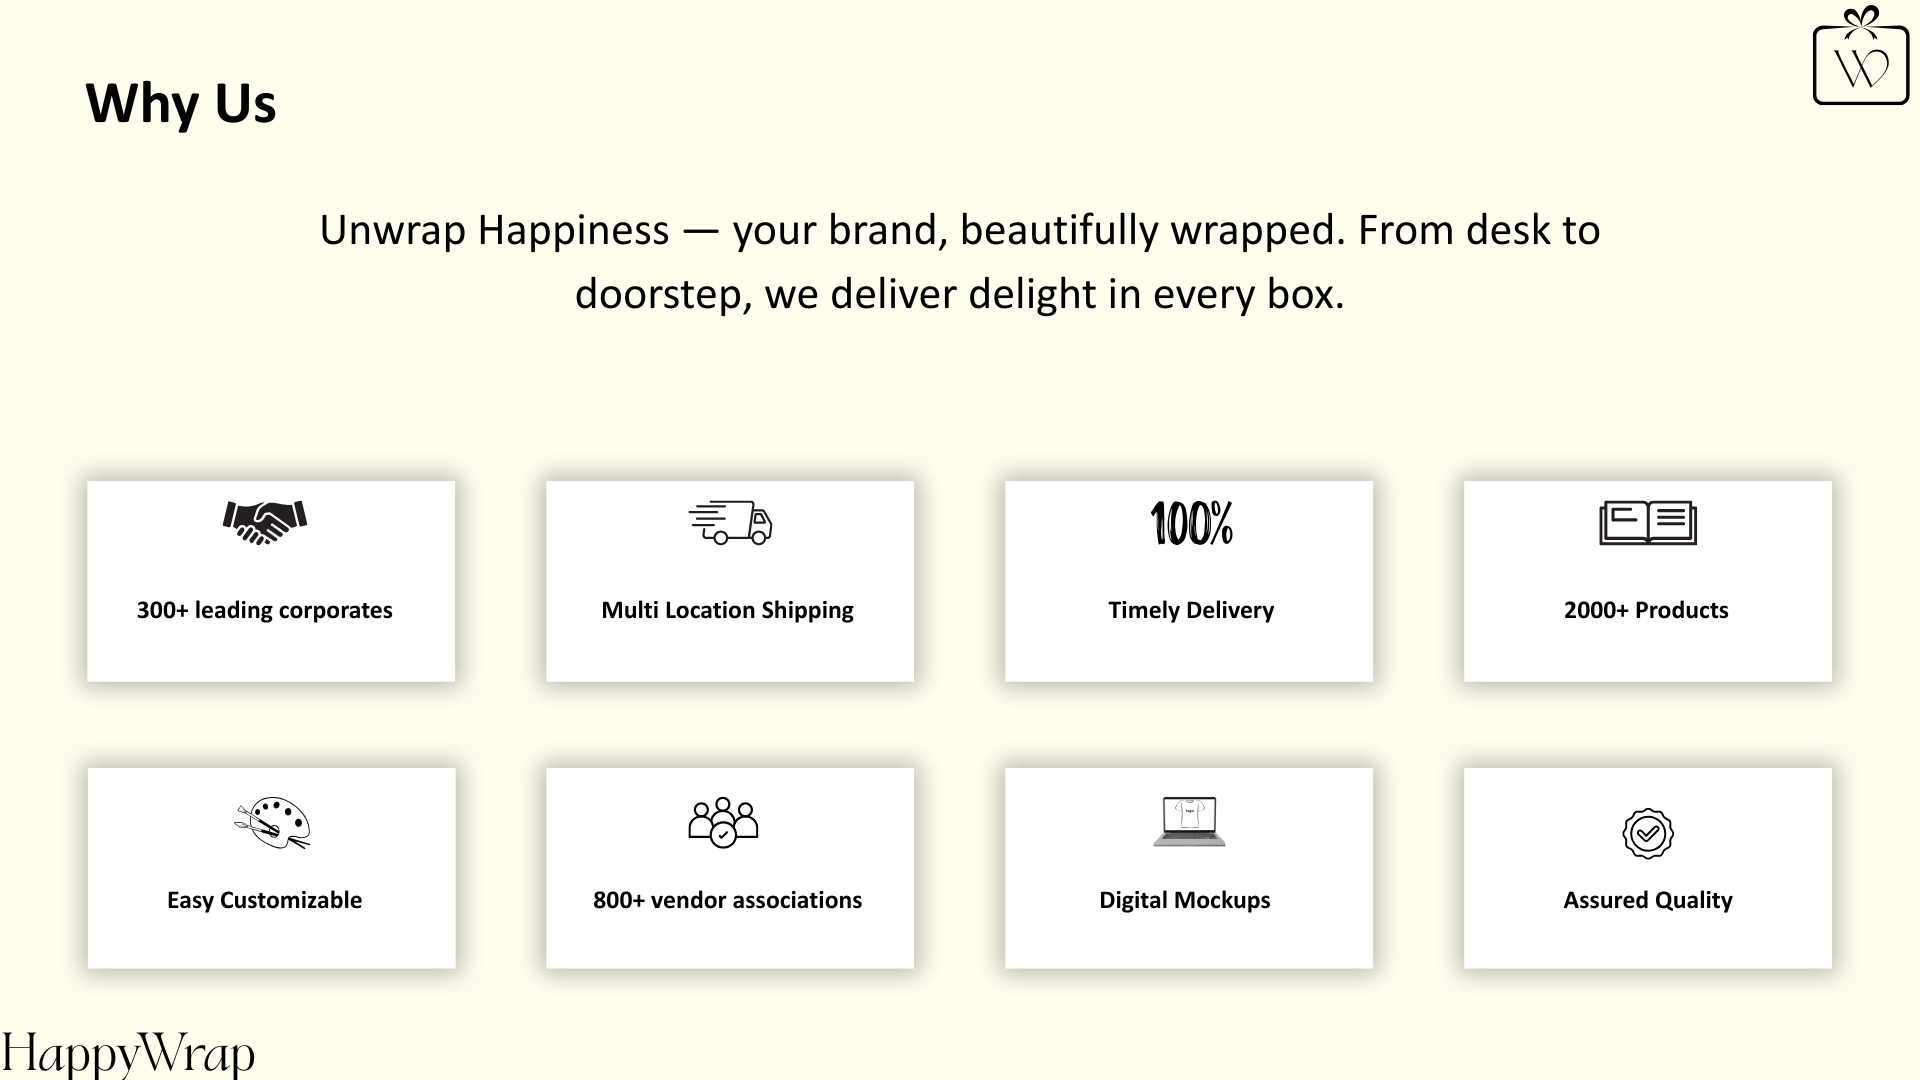 W
Why Us
Unwrap Happiness — your brand, beautifully wrapped. From desk to
doorstep, we deliver delight in every box.
100%
300+ leading corporates
Multi Location Shipping
Timely Delivery
2000+ Products
Easy Customizable
800+ vendor associations
Digital Mockups
Assured Quality
HappyWrap